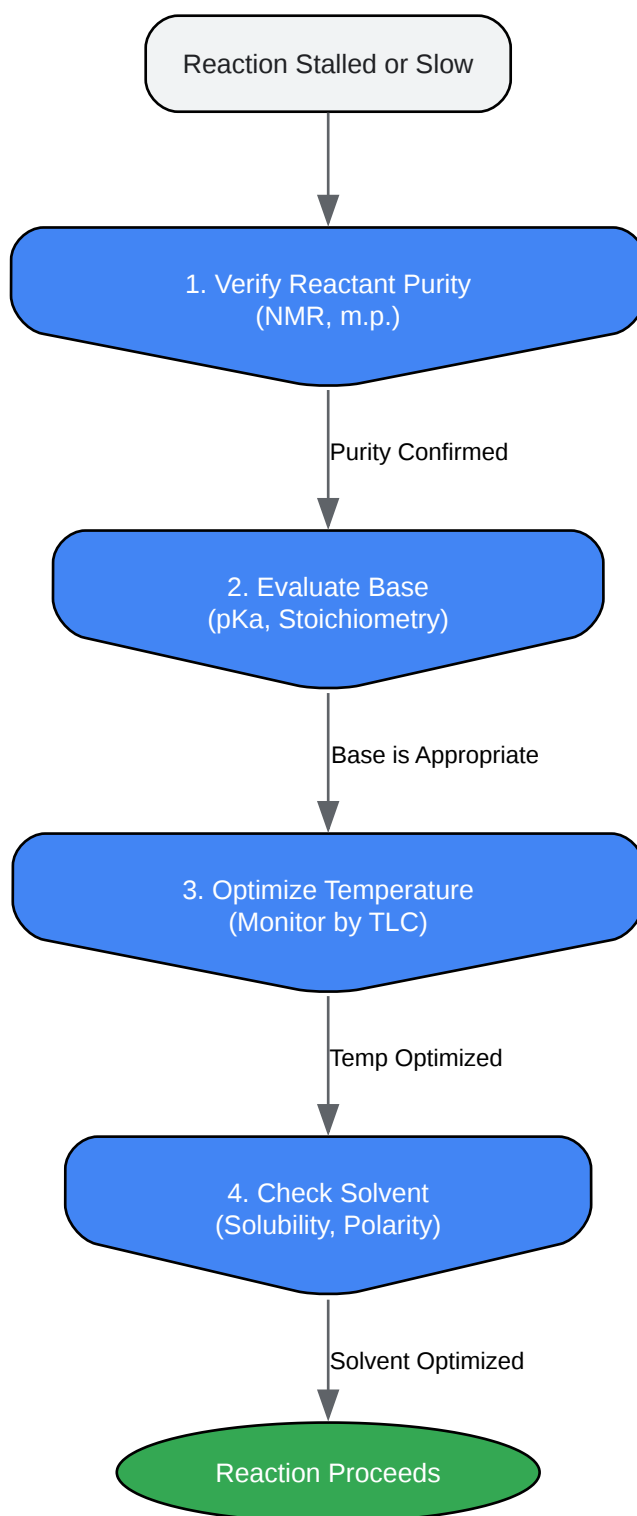 Reaction Stalled or Slow
1. Verify Reactant Purity
(NMR, m.p.)
Purity Confirmed
2. Evaluate Base
(pKa, Stoichiometry)
Base is Appropriate
3. Optimize Temperature
(Monitor by TLC)
Temp Optimized
4. Check Solvent
(Solubility, Polarity)
Solvent Optimized
Reaction Proceeds